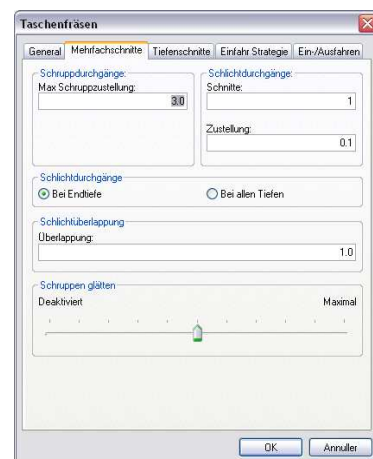 Taschenfräsen
General Mehrfachschnitte Tiefenschnitte Einfahr Strategie Ein-/Ausfahren
Schruppdurchgänge:
Max Schruppzustellung:
3.0
Schlichtdurchgänge:
Schnitte:
1
Zustellung:
0.1
Schlichtdurchgänge
Bei Endtiefe Bei allen Tiefen
Schlichtüberlappung
Überlappung:
1.0
Schruppen glätten
Deaktiviert Maximal
OK Annuller